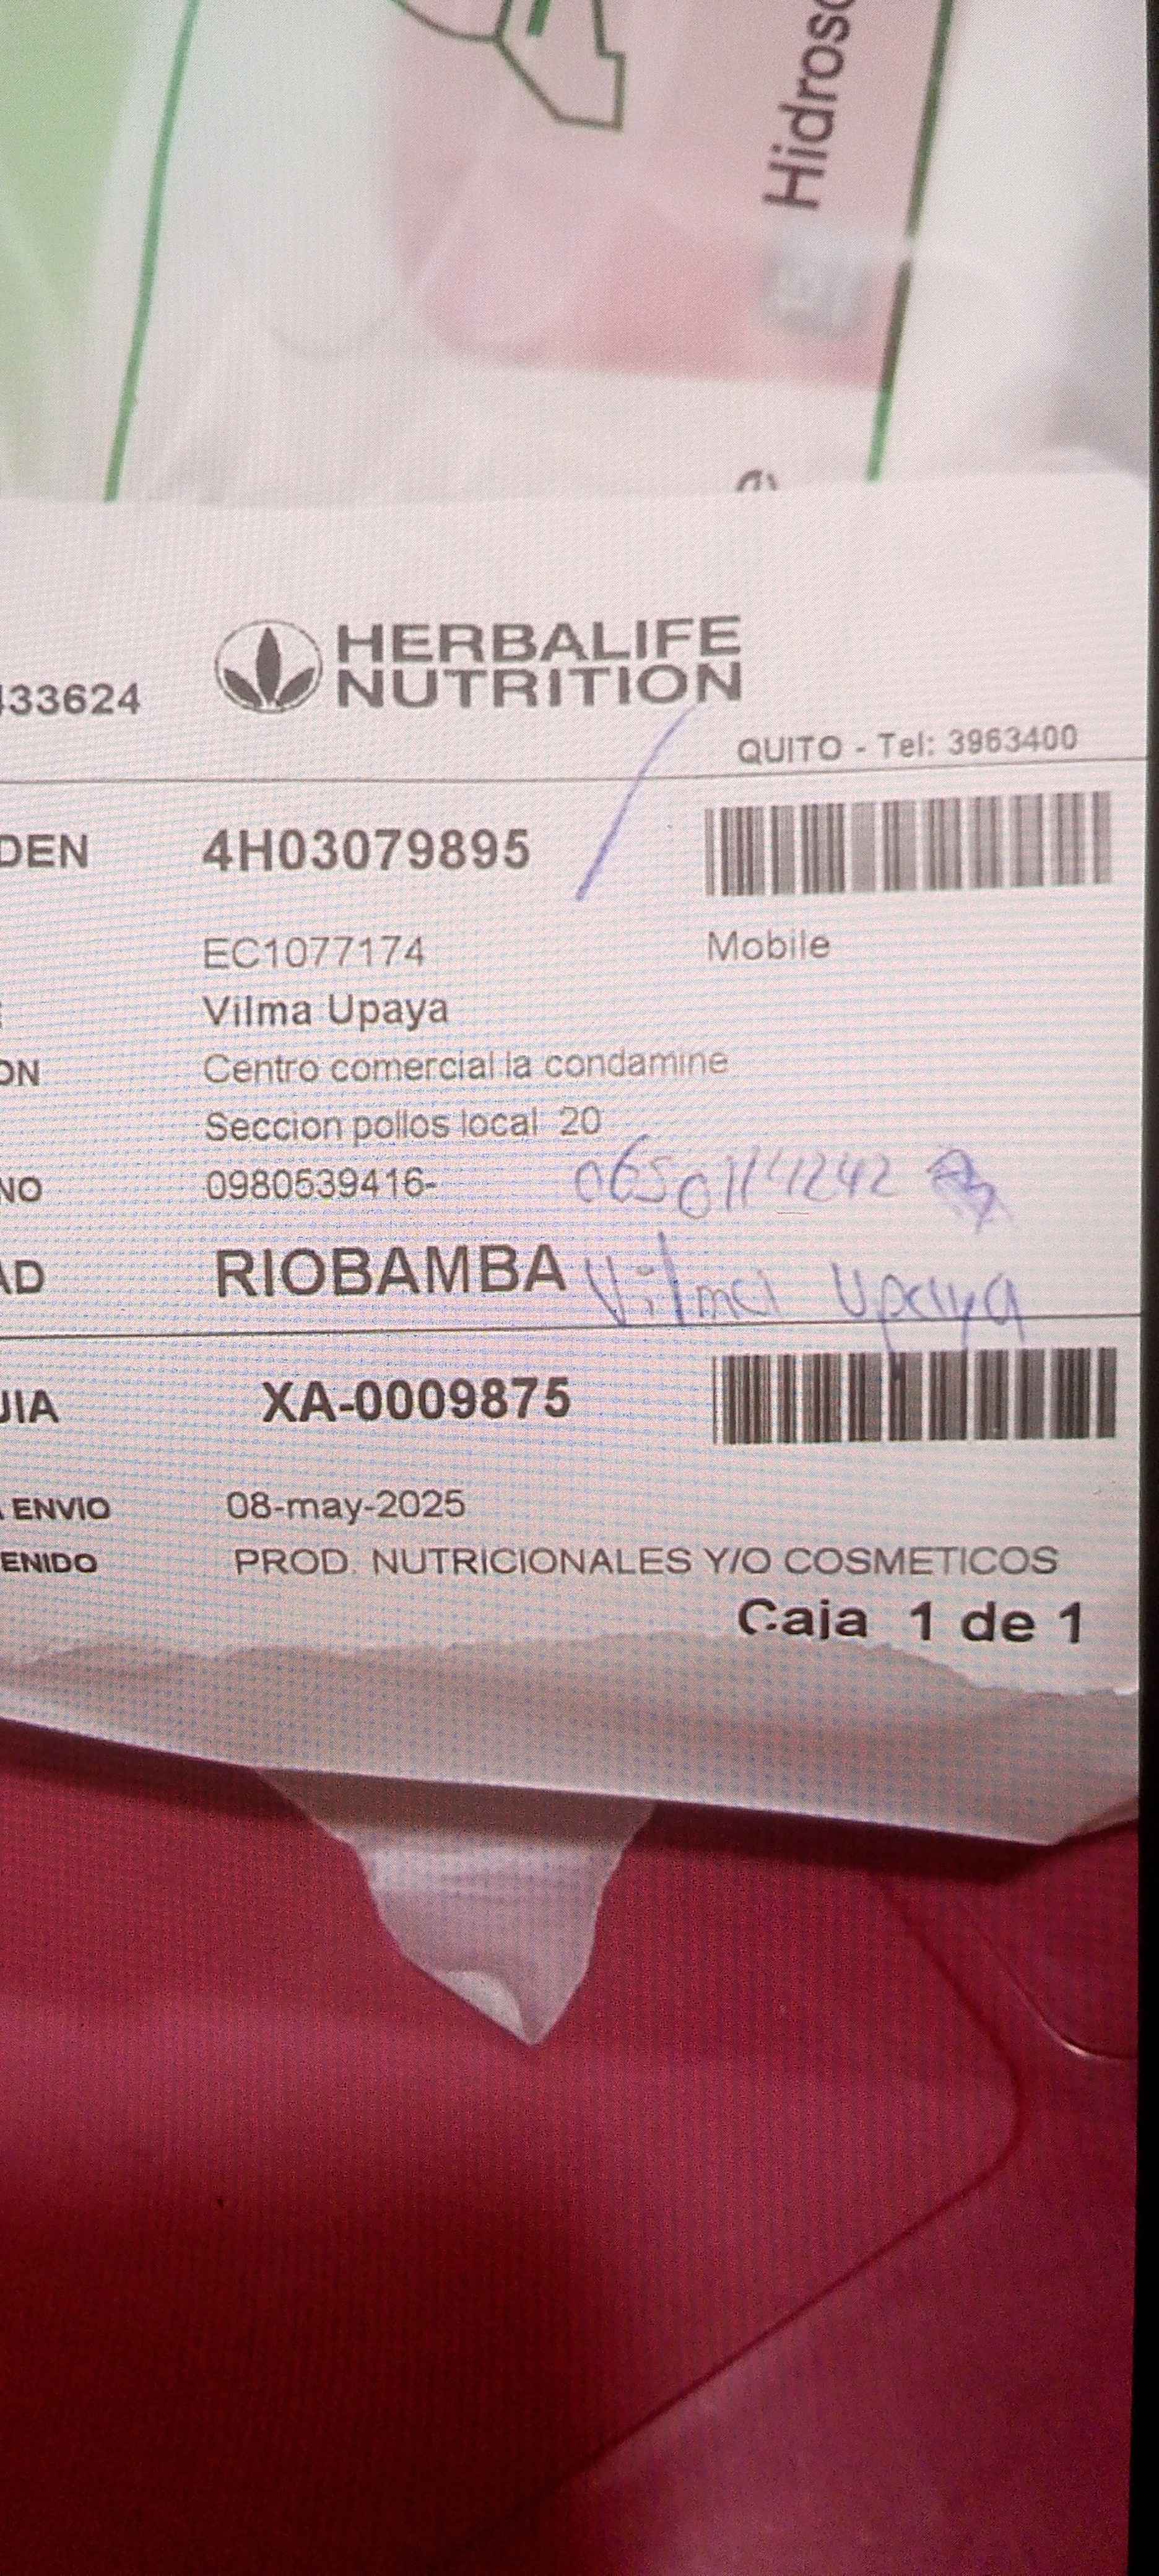 Hidroso
HERBALIFE
NUTRITION
33624
QUITO - Tel: 3963400
DEN 4H03079895
EC1077174 Mobile
Vilma Upaya
ON Centro comercial la condamine
Seccion pollos local 20
NO 0980539416-
AD RIOBAMBA Vilma Upaya
UIA XA-0009875
ENVIO 08-may-2025
ENIDO PROD. NUTRICIONALES Y/O COSMETICOS
Caja 1 de 1